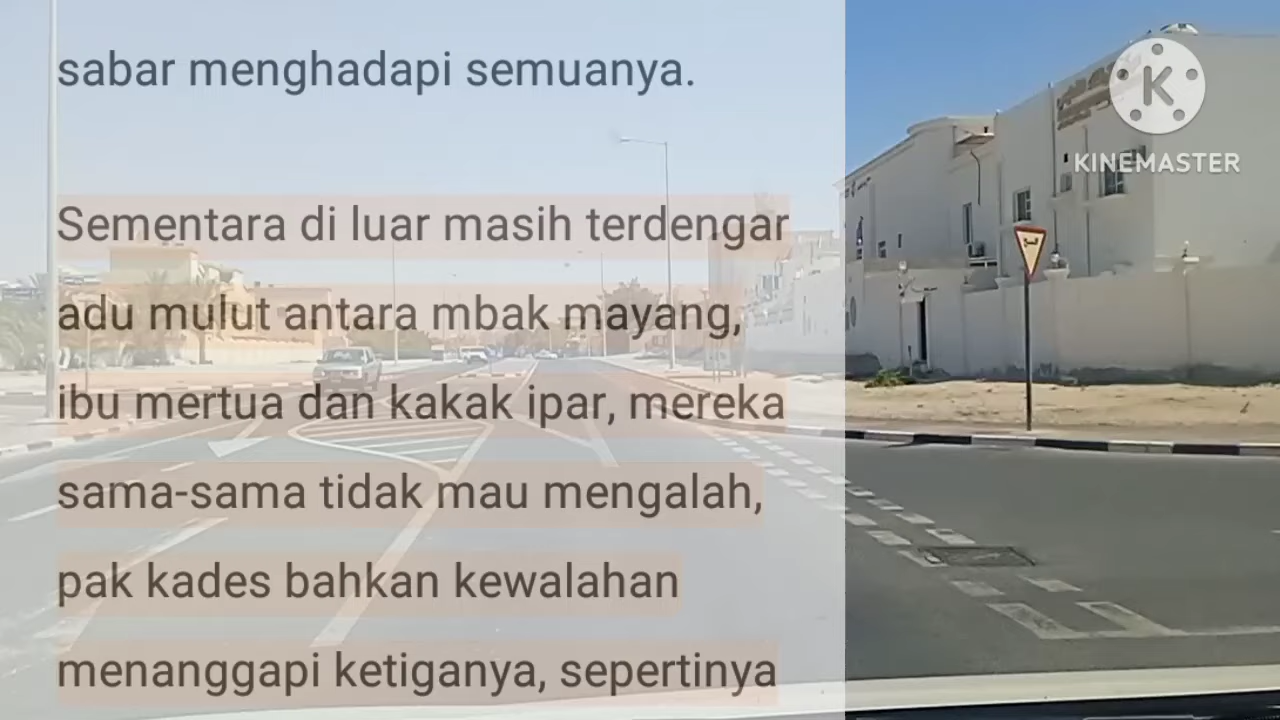 sabar menghadapi semuanya.
Sementara di luar masih terdengar
adu mulut antara mbak mayang,
ibu mertua dan kakak ipar, mereka
sama-sama tidak mau mengalah,
pak kades bahkan kewalahan
menanggapi ketiganya, sepertinya
K
KINEMASTER